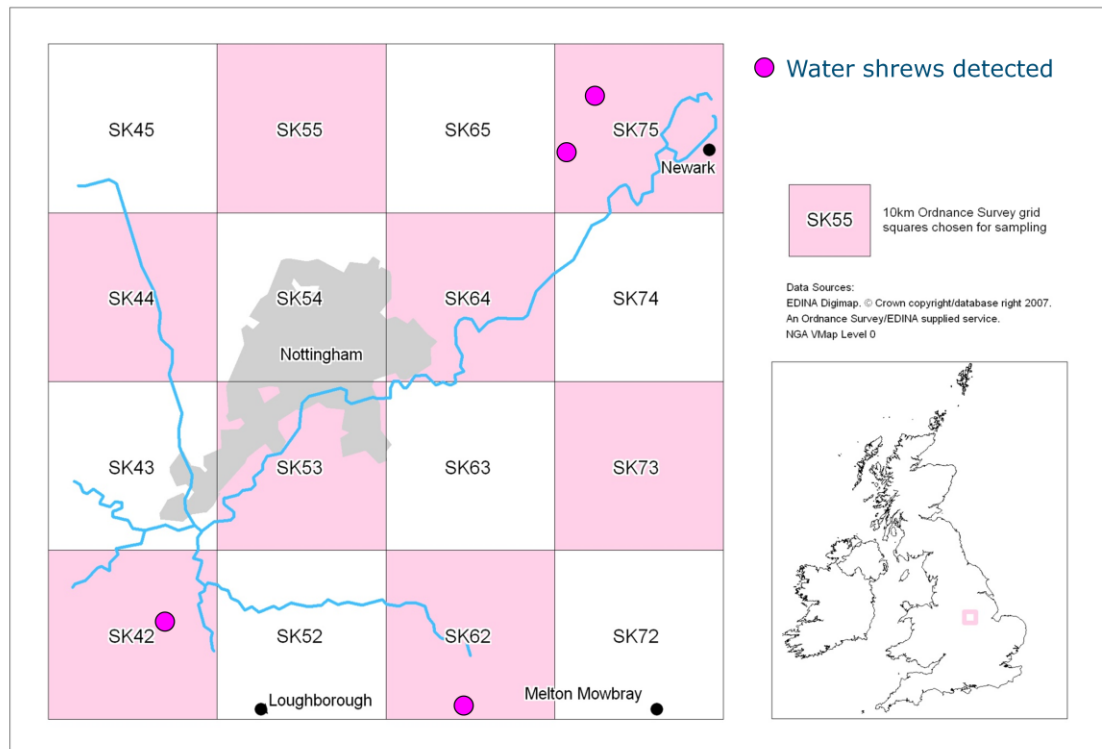 Water shrews detected
SK45
SK55
SK65
SK75
Newark
SK55
10km Ordnance Survey grid
squares chosen for sampling
SK44
SK54
SK64
SK74
Nottingham
Data Sources:
EDINA Digimap. © Crown copyright/database right 2007.
An Ordnance Survey/EDINA supplied service.
NGA VMap Level 0
SK43
SK53
SK63
SK73
SK42
SK52
SK62
SK72
Loughborough
Melton Mowbray